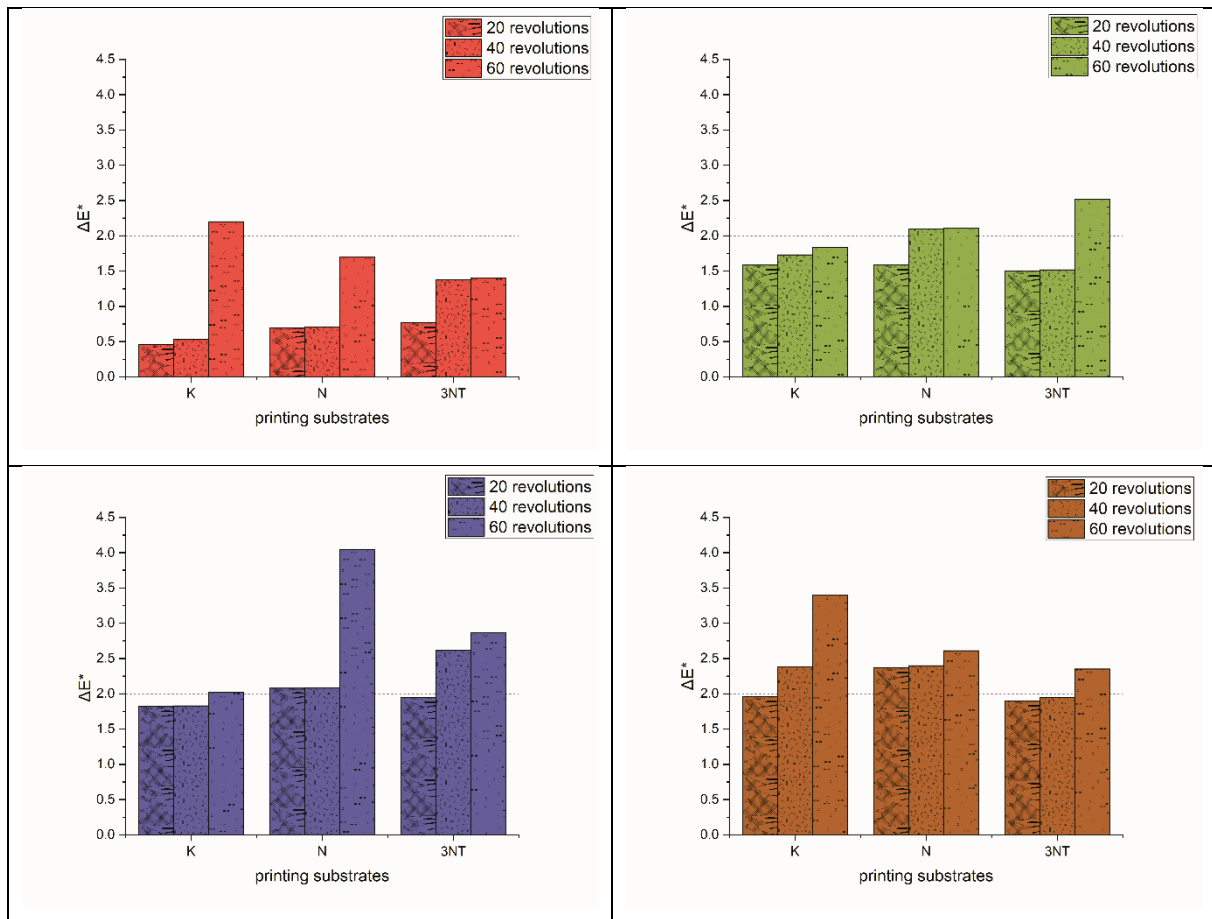 20 revolutions
40 revolutions
60 revolutions
4.5
4.0
3.5
3.0
2.5
2.0
1.5
1.0
0.5
0.0
ΔE*
K N 3NT
printing substrates
20 revolutions
40 revolutions
60 revolutions
4.5
4.0
3.5
3.0
2.5
2.0
1.5
1.0
0.5
0.0
ΔE*
K N 3NT
printing substrates
20 revolutions
40 revolutions
60 revolutions
4.5
4.0
3.5
3.0
2.5
2.0
1.5
1.0
0.5
0.0
ΔE*
K N 3NT
printing substrates
20 revolutions
40 revolutions
60 revolutions
4.5
4.0
3.5
3.0
2.5
2.0
1.5
1.0
0.5
0.0
ΔE*
K N 3NT
printing substrates